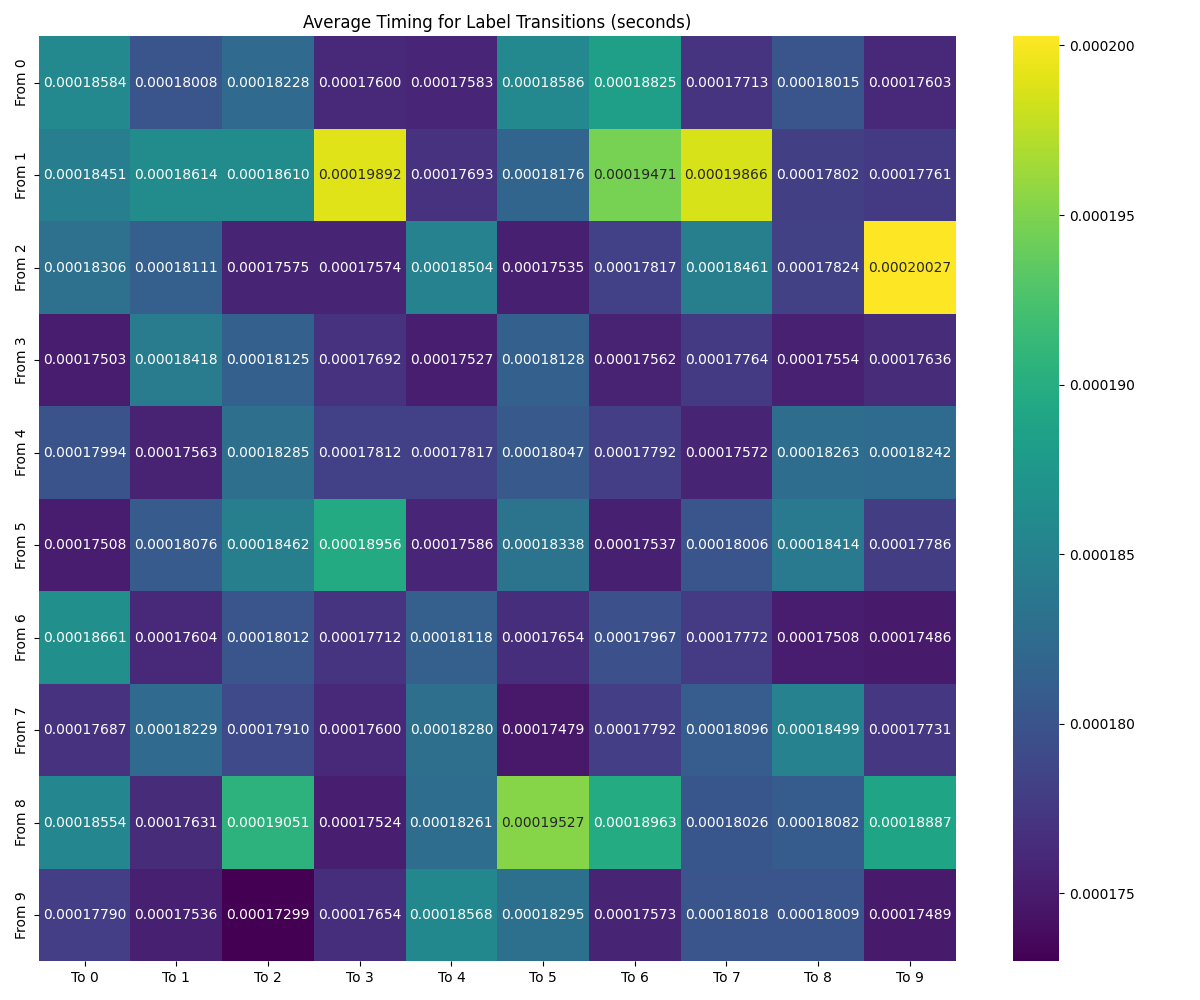 Average Timing for Label Transitions (seconds)
From 0 0.00018584 0.00018008 0.00018228 0.00017600 0.00017583 0.00018586 0.00018825 0.00017713 0.00018015 0.00017603
From 1 0.00018451 0.00018614 0.00018610 0.00019892 0.00017693 0.00018176 0.00019471 0.00019866 0.00017802 0.00017761
From 2 0.00018306 0.00018111 0.00017575 0.00017574 0.00018504 0.00017535 0.00017817 0.00018461 0.00017824 0.00020027
From 3 0.00017503 0.00018418 0.00018125 0.00017692 0.00017527 0.00018128 0.00017562 0.00017764 0.00017554 0.00017636
From 4 0.00017994 0.00017563 0.00018285 0.00017812 0.00017817 0.00018047 0.00017792 0.00017572 0.00018263 0.00018242
From 5 0.00017508 0.00018076 0.00018462 0.00018956 0.00017586 0.00018338 0.00017537 0.00018006 0.00018414 0.00017786
From 6 0.00018661 0.00017604 0.00018012 0.00017712 0.00018118 0.00017654 0.00017967 0.00017772 0.00017508 0.00017486
From 7 0.00017687 0.00018229 0.00017910 0.00017600 0.00018280 0.00017479 0.00017792 0.00018096 0.00018499 0.00017731
From 8 0.00018554 0.00017631 0.00019051 0.00017524 0.00018261 0.00019527 0.00018963 0.00018026 0.00018082 0.00018887
From 9 0.00017790 0.00017536 0.00017299 0.00017654 0.00018568 0.00018295 0.00017573 0.00018018 0.00018009 0.00017489
To 0 To 1 To 2 To 3 To 4 To 5 To 6 To 7 To 8 To 9
0.000200
0.000195
0.000190
0.000185
0.000180
0.000175